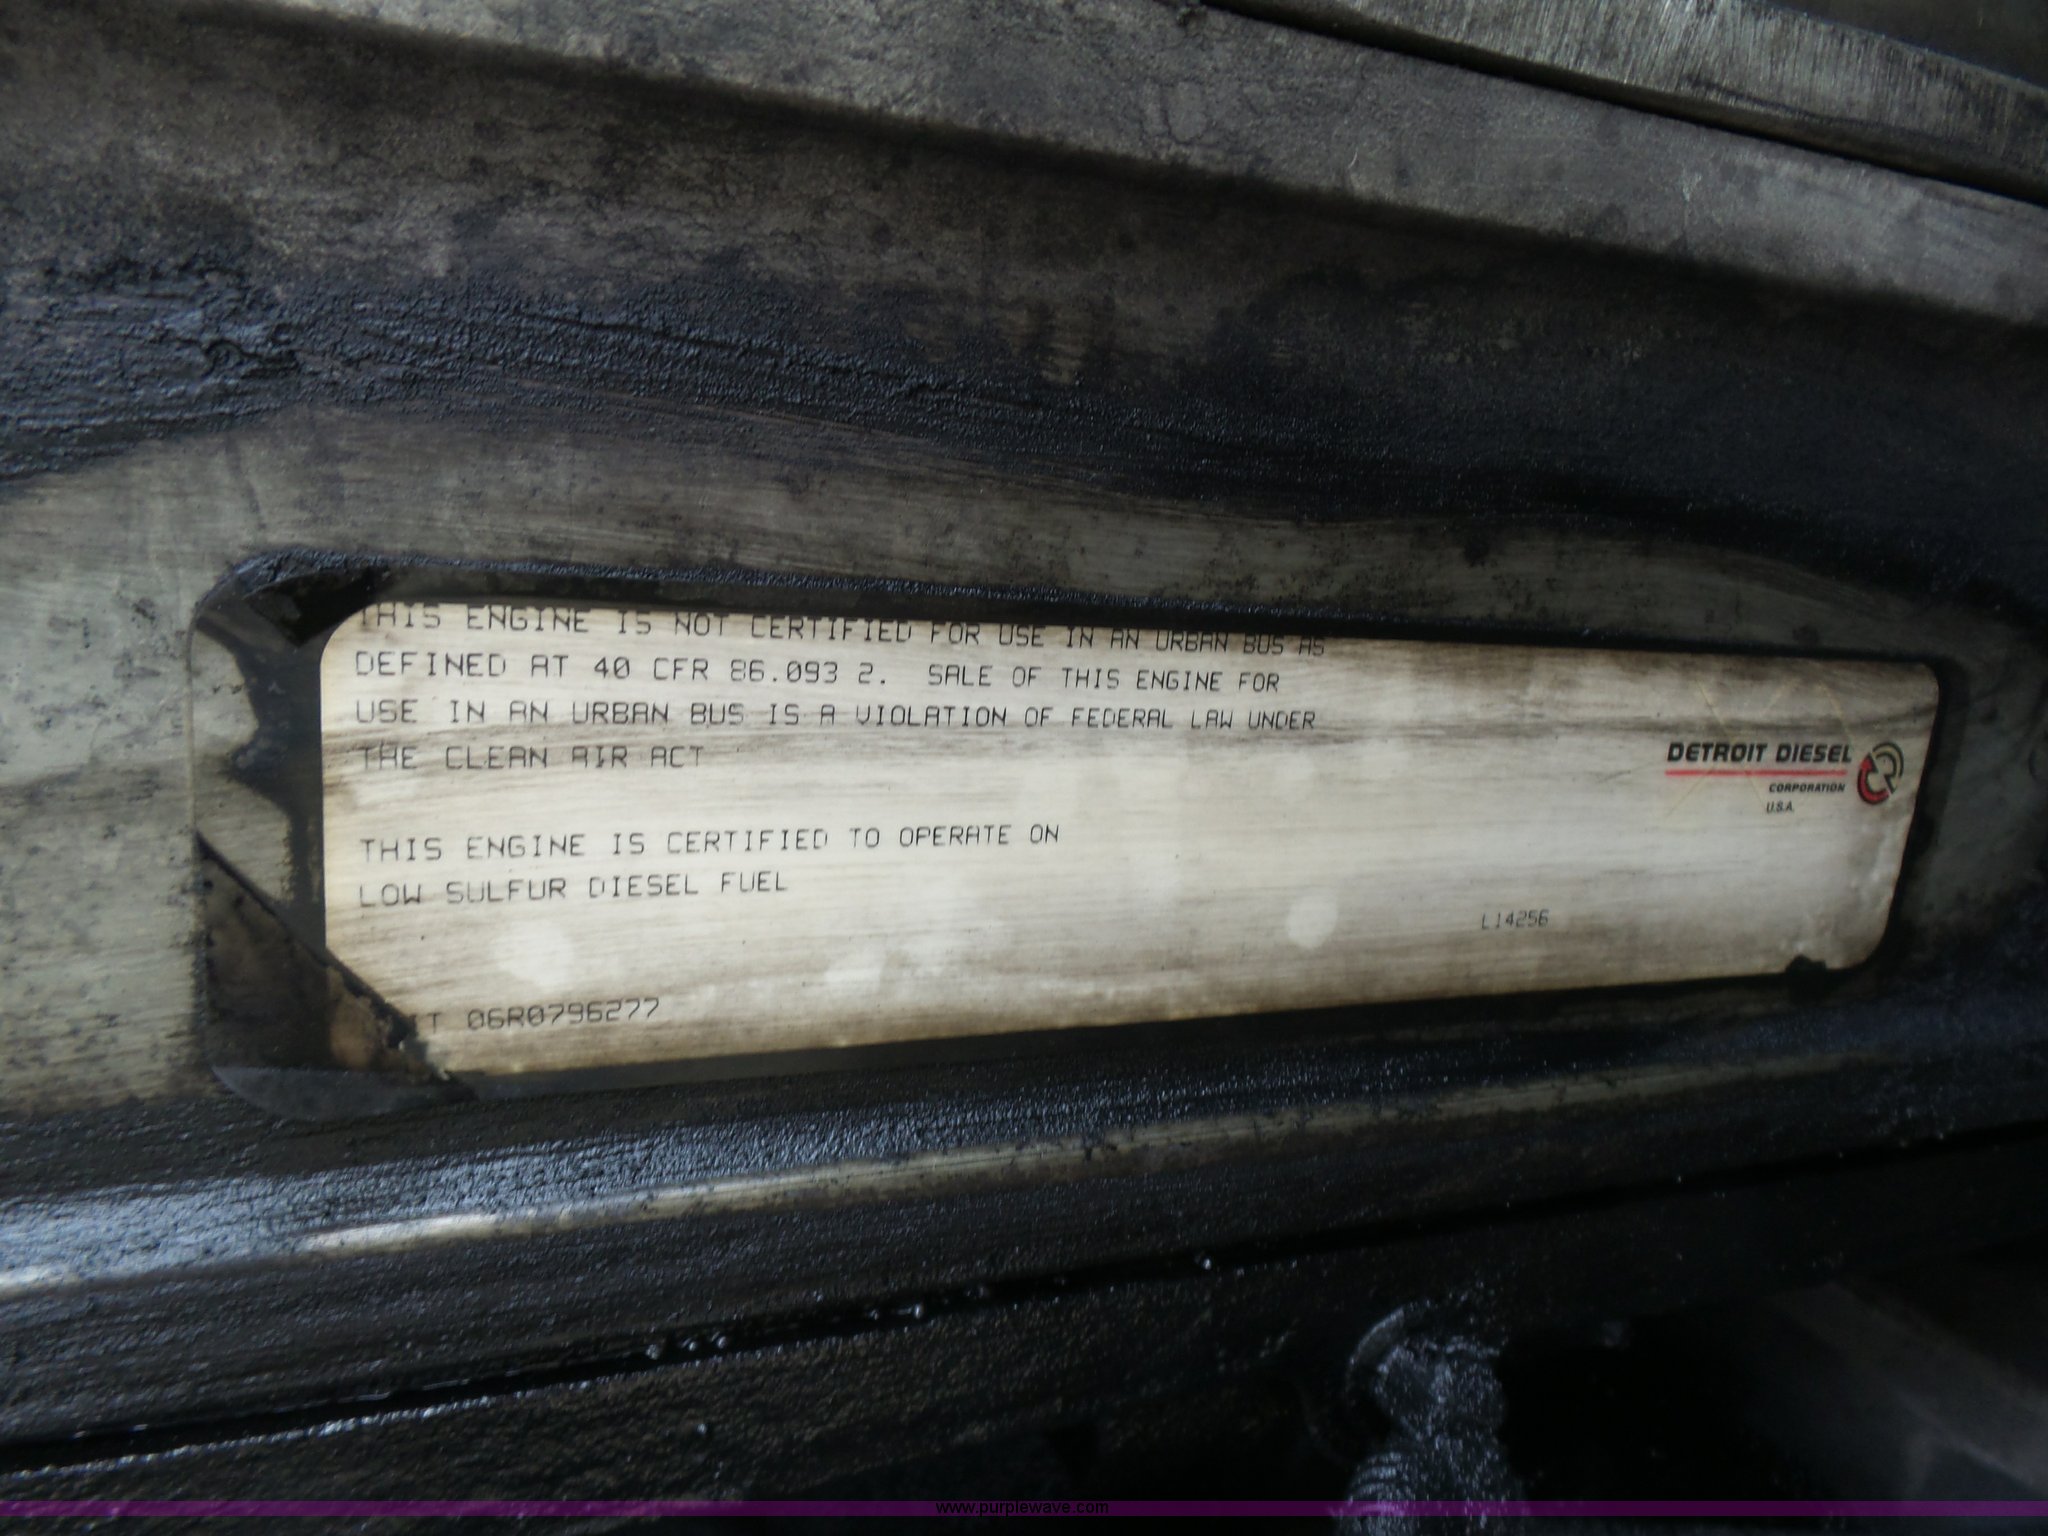 THIS ENGINE IS NOT CERTIFIED FOR USE IN AN URBAN BUS AS
DEFINED AT 40 CFR 86.093 2. SALE OF THIS ENGINE FOR
USE IN AN URBAN BUS IS A VIOLATION OF FEDERAL LAW UNDER
THE CLEAN AIR ACT
DETROIT DIESEL
CORPORATION
U.S.A.
THIS ENGINE IS CERTIFIED TO OPERATE ON
LOW SULFUR DIESEL FUEL
L14256
06R0796277
www.purplewave.com